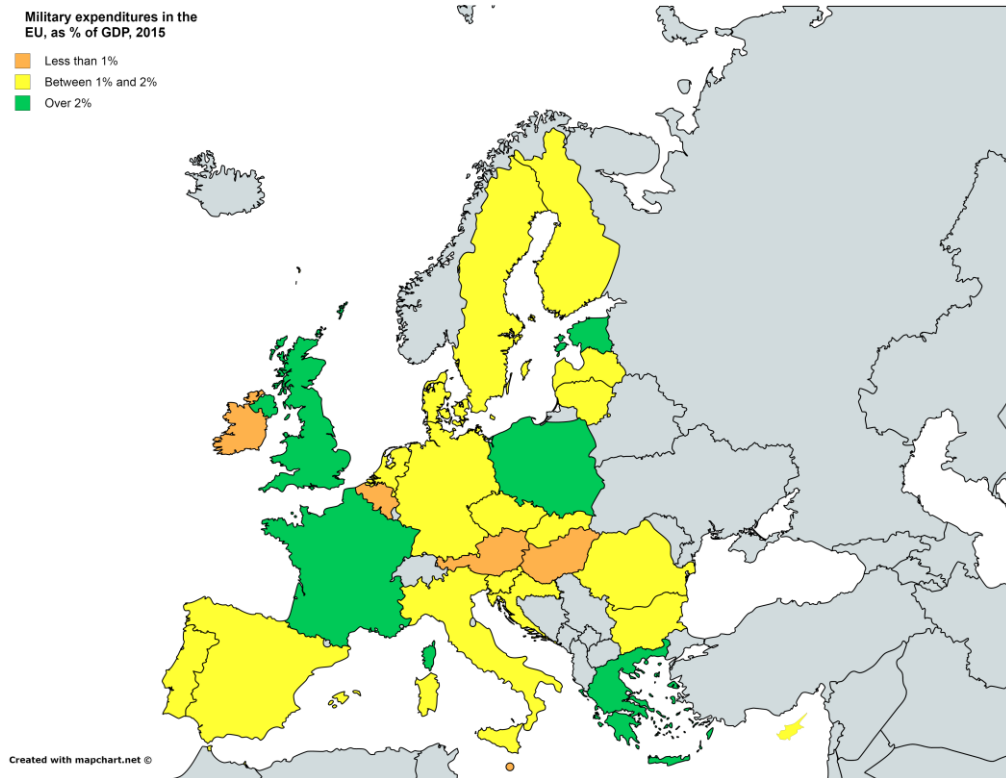 Military expenditures in the
EU, as % of GDP, 2015
Less than 1%
Between 1% and 2%
Over 2%
Created with mapchart.net ©